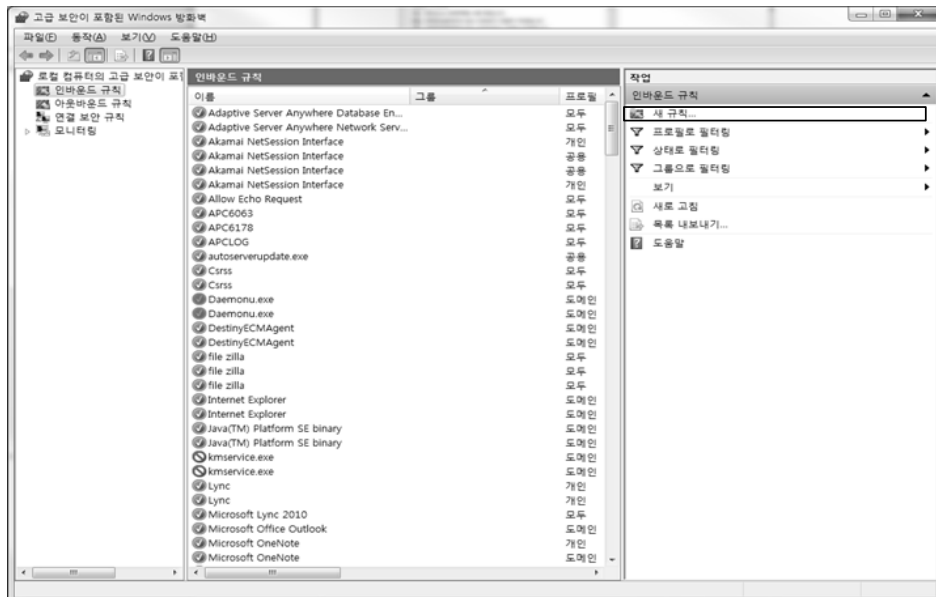 고급 보안이 포함된 Windows 방화벽
파일(F) 동작(A) 보기(V) 도움말(H)
로컬 컴퓨터의 고급 보안이 포
인바운드 규칙
아웃바운드 규칙
연결 보안 규칙
모니터링
인바운드 규칙
이름 그룹 프로필
Adaptive Server Anywhere Database En... 모두
Adaptive Server Anywhere Network Serv... 모두
Akamai NetSession Interface 개인
Akamai NetSession Interface 공용
Akamai NetSession Interface 공용
Akamai NetSession Interface 개인
Allow Echo Request 모두
APC6063 모두
APC6178 모두
APCLOG 모두
autoserverupdate.exe 공용
Csrss 모두
Csrss 모두
Daemonu.exe 도메인
Daemonu.exe 도메인
DestinyECMAgent 도메인
DestinyECMAgent 도메인
file zilla 모두
file zilla 모두
file zilla 모두
Internet Explorer 도메인
Internet Explorer 도메인
Java(TM) Platform SE binary 도메인
Java(TM) Platform SE binary 도메인
kmservice.exe 도메인
kmservice.exe 도메인
Lync 개인
Lync 개인
Microsoft Lync 2010 모두
Microsoft Office Outlook 도메인
Microsoft OneNote 개인
Microsoft OneNote 도메인
작업
인바운드 규칙
새 규칙...
프로필로 필터링
상태로 필터링
그룹으로 필터링
보기
새로 고침
목록 내보내기...
도움말